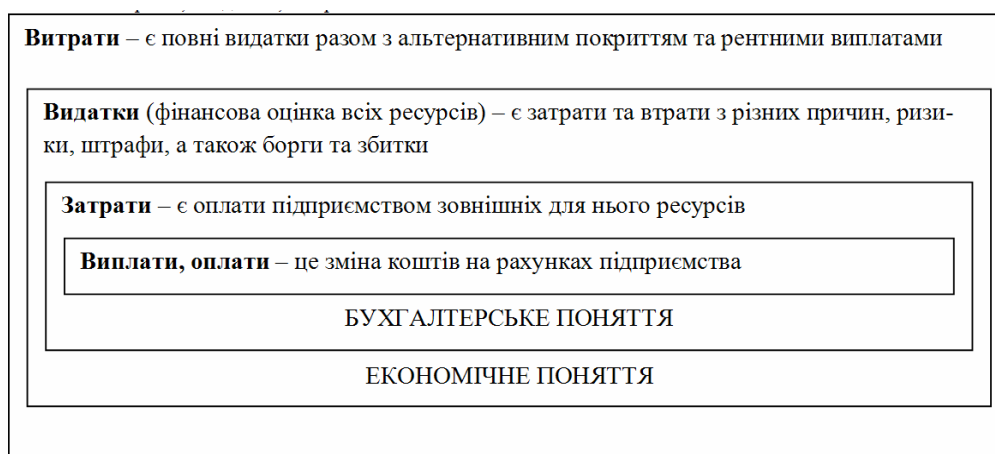 Витрати – є повні видатки разом з альтернативним покриттям та рентними виплатами
Видатки (фінансова оцінка всіх ресурсів) – є затрати та втрати з різних причин, ризи-
ки, штрафи, а також борги та збитки
Затрати – є оплати підприємством зовнішніх для нього ресурсів
Виплати, оплати – це зміна коштів на рахунках підприємства
БУХГАЛТЕРСЬКЕ ПОНЯТТЯ
ЕКОНОМІЧНЕ ПОНЯТТЯ